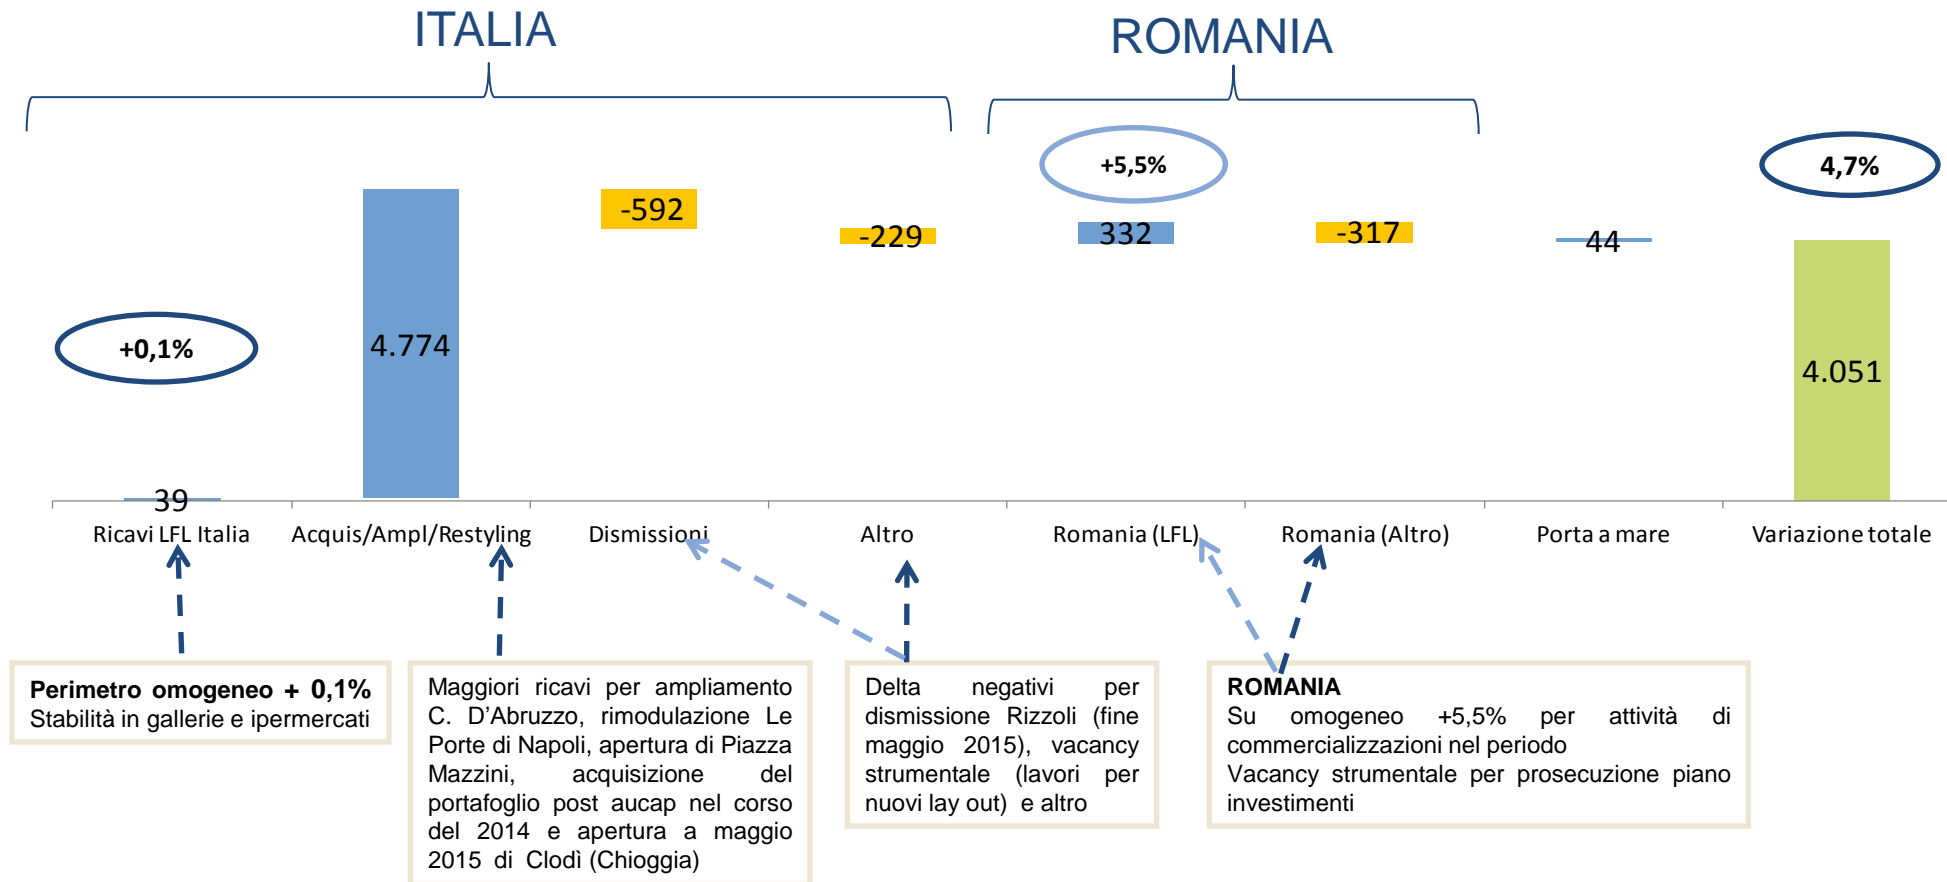 ITALIA
ROMANIA
+5,5%
4,7%
+0,1%
39
4.774
-592
-229
332
-317
44
4.051
Ricavi LFL Italia
Acquis/Ampl/Restyling
Dismissioni
Altro
Romania (LFL)
Romania (Altro)
Porta a mare
Variazione totale
Perimetro omogeneo + 0,1%
Stabilità in gallerie e ipermercati
Maggiori ricavi per ampliamento
C. D'Abruzzo, rimodulazione Le
Porte di Napoli, apertura di Piazza
Mazzini, acquisizione del
portafoglio post aucap nel corso
del 2014 e apertura a maggio
2015 di Clodì (Chioggia)
Delta negativi per
dismissione Rizzoli (fine
maggio 2015), vacancy
strumentale (lavori per
nuovi lay out) e altro
ROMANIA
Su omogeneo +5,5% per attività di
commercializzazioni nel periodo
Vacancy strumentale per prosecuzione piano
investimenti